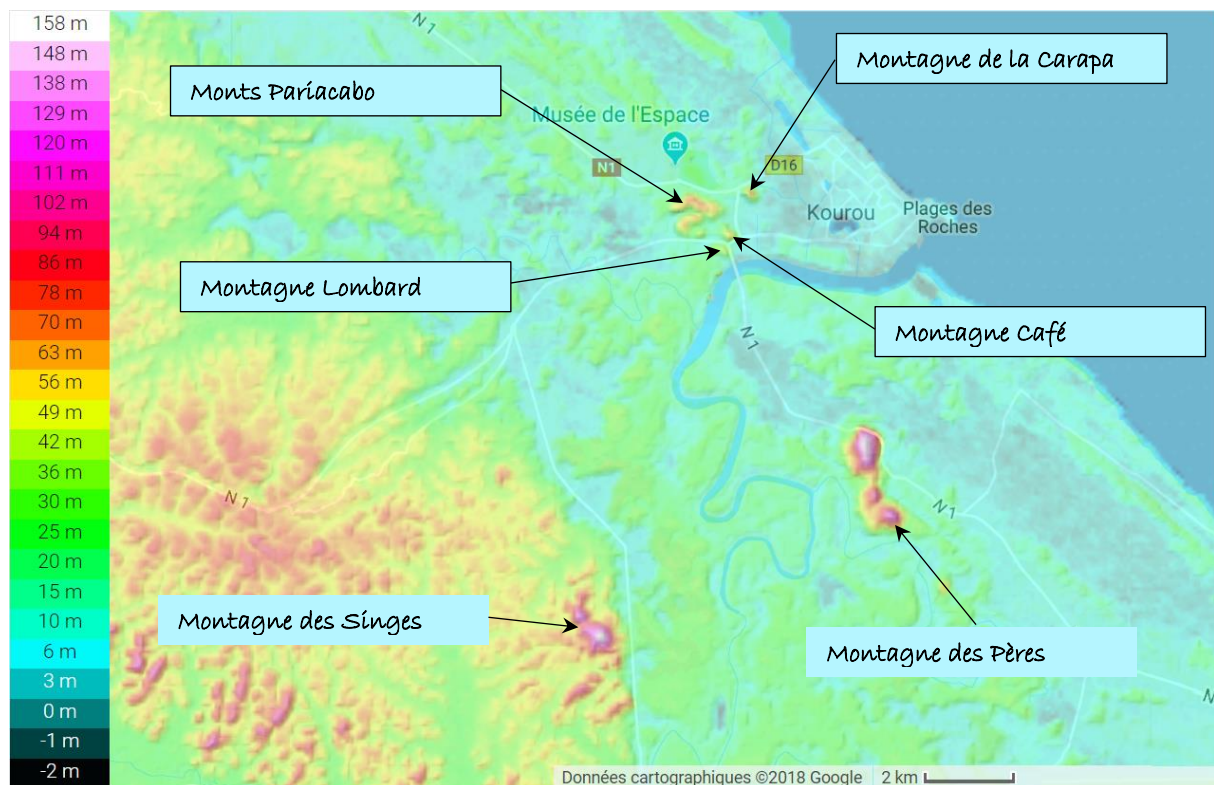 158 m
148 m
138 m
129 m
120 m
111 m
102 m
94 m
86 m
78 m
70 m
63 m
56 m
49 m
42 m
36 m
30 m
25 m
20 m
15 m
10 m
6 m
3 m
0 m
-1 m
-2 m
N 1
Montagne de la Carapa
Monts Pariacabo
Musée de l'Espace
N1
D16
Kourou
Plages des
Roches
Montagne Lombard
Montagne Café
N 1
N 1
N 1
Montagne des Singes
Montagne des Pères
N
Données cartographiques ©2018 Google
2 km